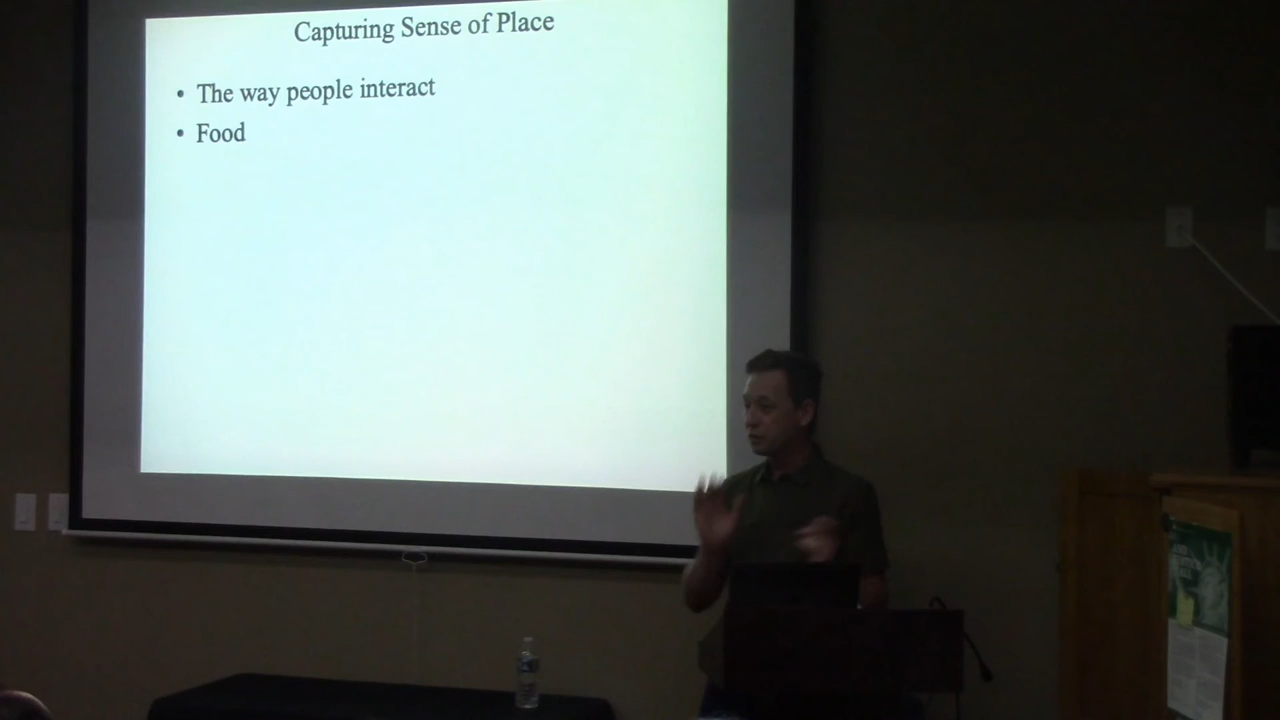 Capturing Sense of Place
• The way people interact
• Food